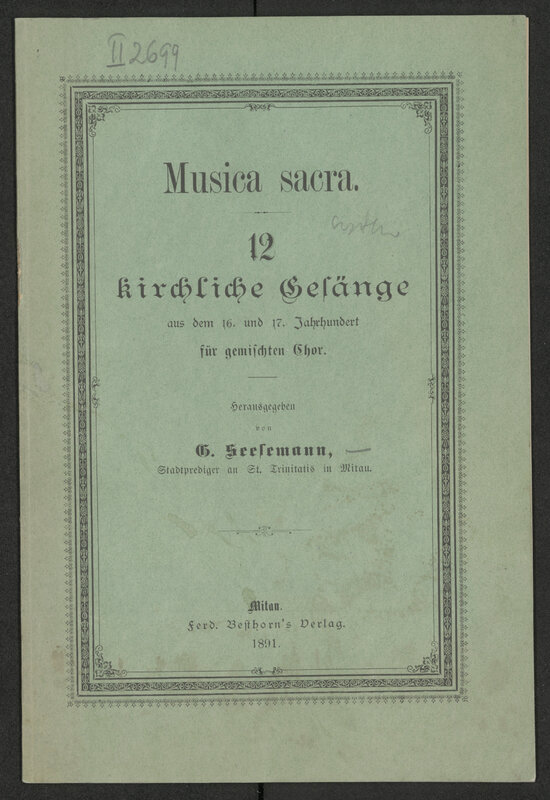 II 2699
Musica sacra.
12
kirchliche Gesänge
aus dem 16. und 17. Jahrhundert
für gemischten Chor.
Herausgegeben
von
G. Seesemann,
Stadtprediger an St. Trinitatis in Mitau.
Mitau.
Ferd. Besthorn's Verlag.
1891.